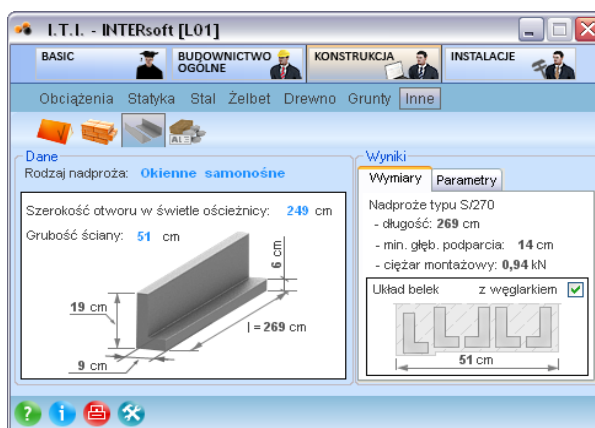 I.T.I. - INTERsoft [L01]
BASIC
BUDOWNICTWO
OGÓLNE
KONSTRUKCJA
INSTALACJE
Obciążenia Statyka Stal Żelbet Drewno Grunty Inne
Dane
Rodzaj nadproża: Okienne samonośne
Szerokość otworu w świetle ościeżnicy: 249 cm
Grubość ściany: 51 cm
6 cm
19 cm
l = 269 cm
9 cm
Wyniki
Wymiary Parametry
Nadproże typu S/270
- długość: 269 cm
- min. głęb. podparcia: 14 cm
- ciężar montażowy: 0,94 kN
Układ belek z węglarkiem
51 cm